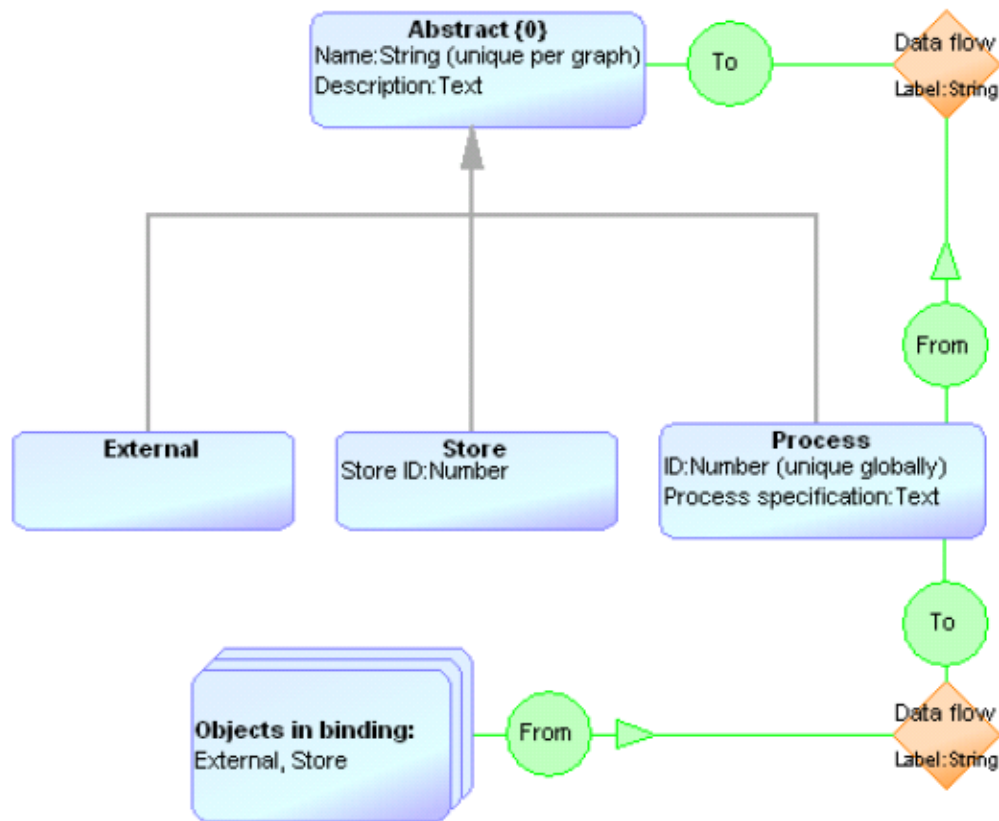 Abstract {0}
Name:String (unique per graph)
Description:Text
To
Data flow
Label:String
From
External
Store
Store ID:Number
Process
ID:Number (unique globally)
Process specification:Text
To
Objects in binding:
External, Store
From
Data flow
Label:String